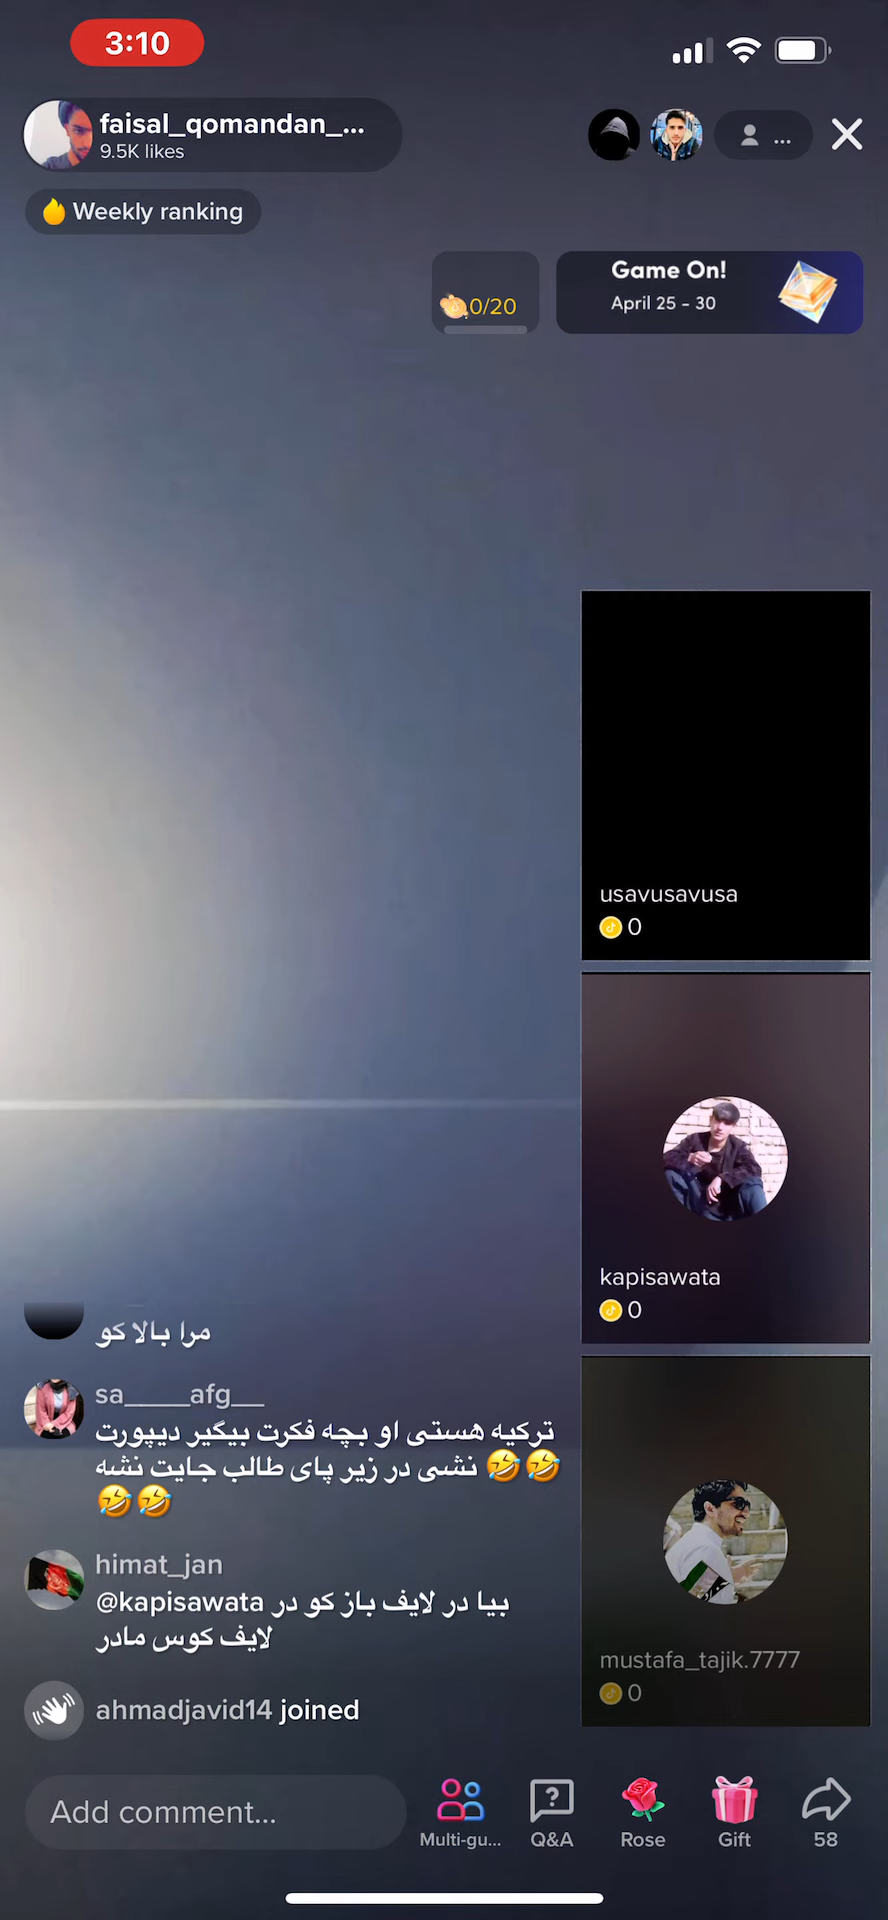 3:10
faisal_qomandan_...
9.5K likes
Weekly ranking
0/20
Game On!
April 25 - 30
...
usavusavusa
0
kapisawata
0
mustafa_tajik.7777
0
مرا بالا کو
sa_____afg__
ترکیه هستی او بچه فکرت بیگیر دیپورت
نشی در زیر پای طالب جایت نشه 🤣🤣
🤣🤣
himat_jan
@kapisawata بیا در لایف باز کو در
لایف کوس مادر
ahmadjavid14 joined
Add comment...
Multi-gu...
Q&A
Rose
Gift
58